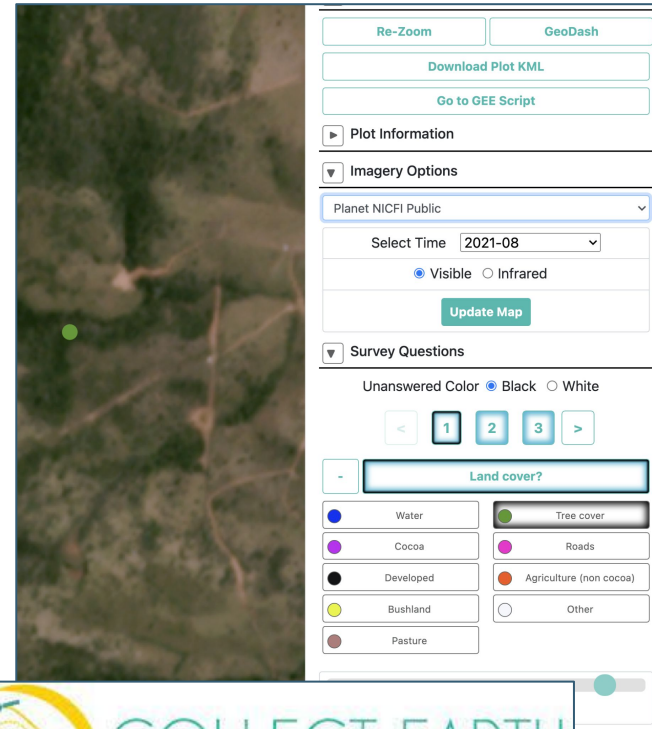 Re-Zoom GeoDash
Download Plot KML
Go to GEE Script
Plot Information
Imagery Options
Planet NICFI Public
Select Time 2021-08
Visible Infrared
Update Map
Survey Questions
Unanswered Color Black White
< 1 2 3 >
- Land cover?
Water Tree cover
Cocoa Roads
Developed Agriculture (non cocoa)
Bushland Other
Pasture
COLLECT EARTH